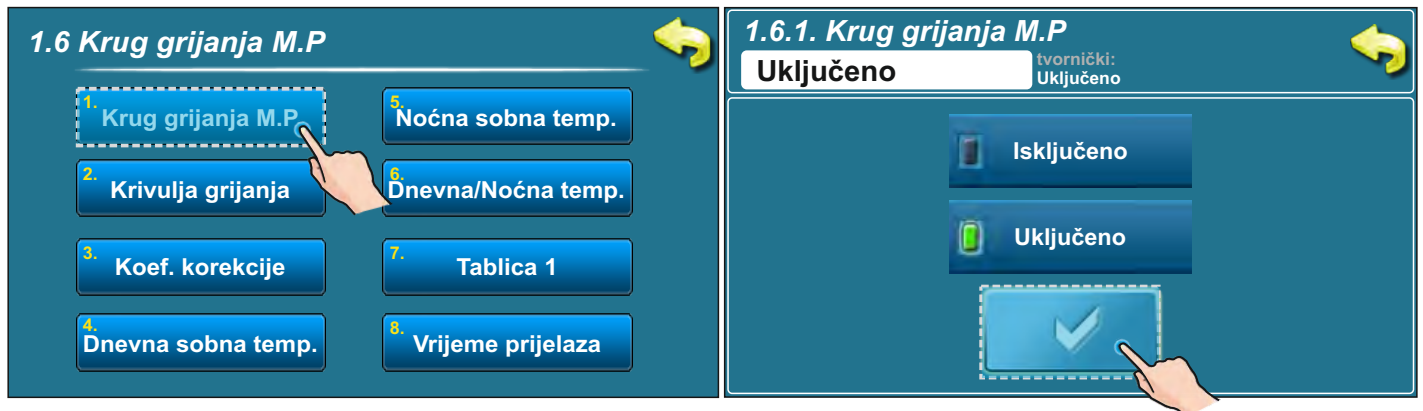 1.6 Krug grijanja M.P
1. Krug grijanja M.P
2. Krivulja grijanja
3. Koef. korekcije
4. Dnevna sobna temp.
5. Noćna sobna temp.
6. Dnevna/Noćna temp.
7. Tablica 1
8. Vrijeme prijelaza
1.6.1. Krug grijanja M.P
Uključeno
tvornički:
Uključeno
Isključeno
Uključeno